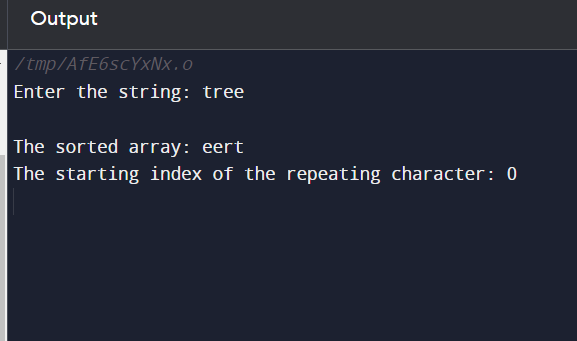 Output
/tmp/AfE6scYxNx.o
Enter the string: tree
The sorted array: eert
The starting index of the repeating character: 0